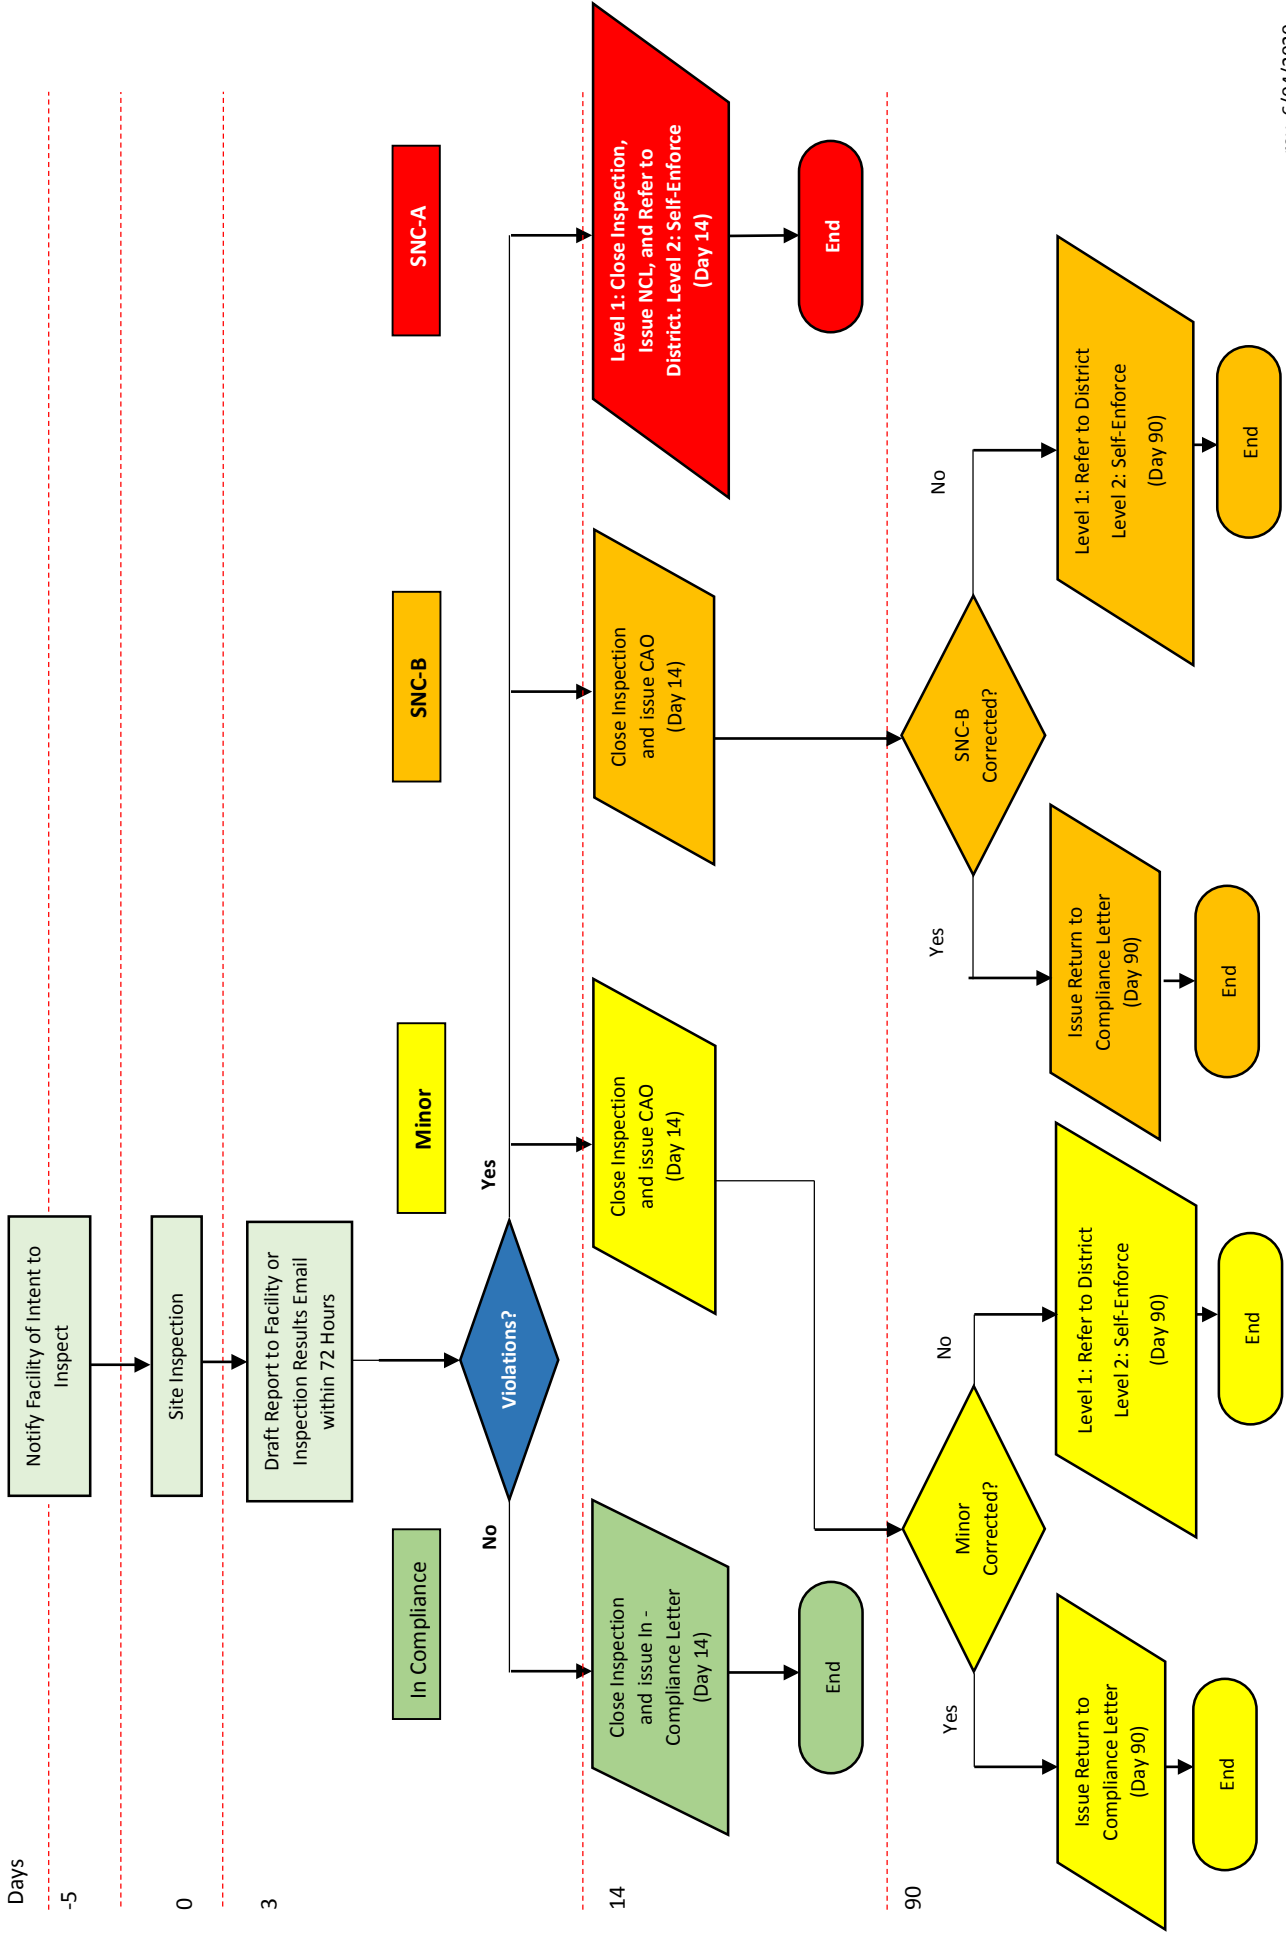 Days
-5
Notify Facility of Intent to
Inspect
0
Site Inspection
3
Draft Report to Facility or
Inspection Results Email
within 72 Hours
In Compliance
Minor
SNC-B
SNC-A
No
Violations?
Yes
14
Close Inspection
and issue In -
Compliance Letter
(Day 14)
Close Inspection
and issue CAO
(Day 14)
Close Inspection
and issue CAO
(Day 14)
Level 1: Close Inspection,
Issue NCL, and Refer to
District. Level 2: Self-Enforce
(Day 14)
End
End
90
Yes
Minor
Corrected?
No
Yes
SNC-B
Corrected?
No
Issue Return to
Compliance Letter
(Day 90)
Level 1: Refer to District
Level 2: Self-Enforce
(Day 90)
Issue Return to
Compliance Letter
(Day 90)
Level 1: Refer to District
Level 2: Self-Enforce
(Day 90)
End
End
End
End